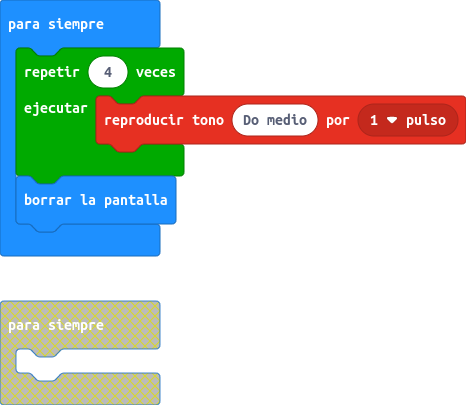 para siempre
repetir 4 veces
ejecutar reproducir tono Do medio por 1 pulso
borrar la pantalla
para siempre